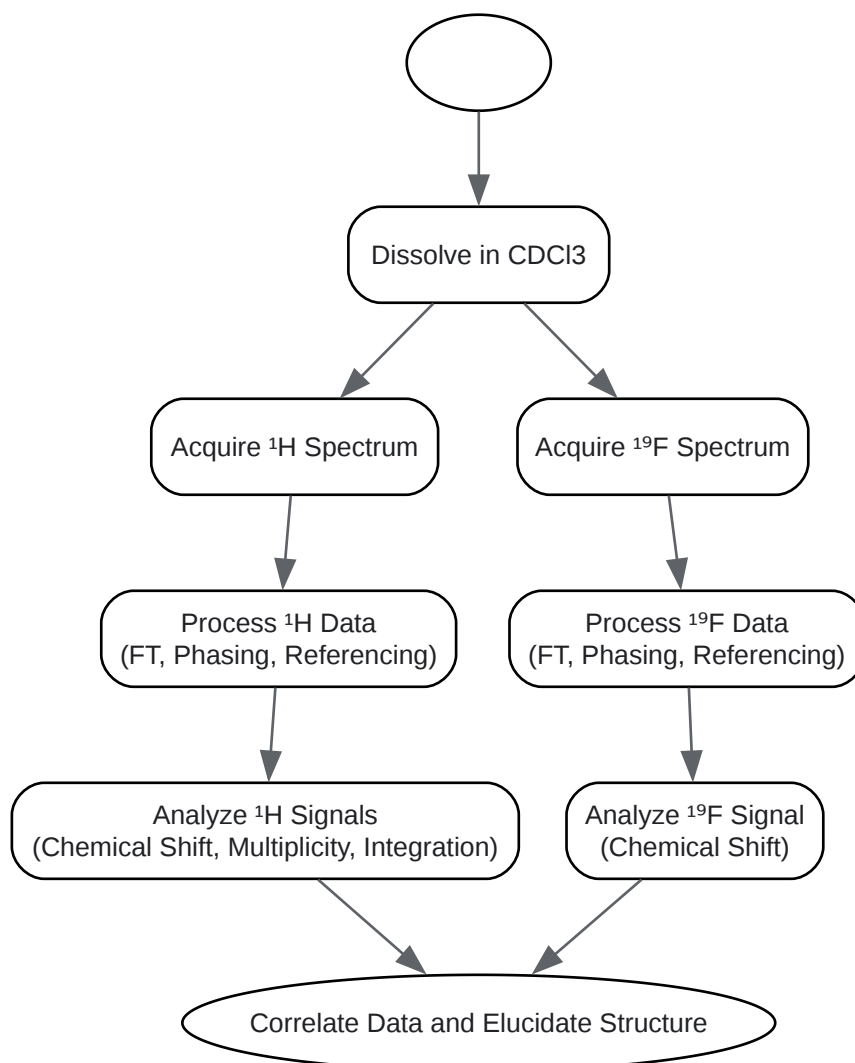 Dissolve in CDCl3
Acquire ¹H Spectrum
Acquire ¹⁹F Spectrum
Process ¹H Data
(FT, Phasing, Referencing)
Process ¹⁹F Data
(FT, Phasing, Referencing)
Analyze ¹H Signals
(Chemical Shift, Multiplicity, Integration)
Analyze ¹⁹F Signal
(Chemical Shift)
Correlate Data and Elucidate Structure